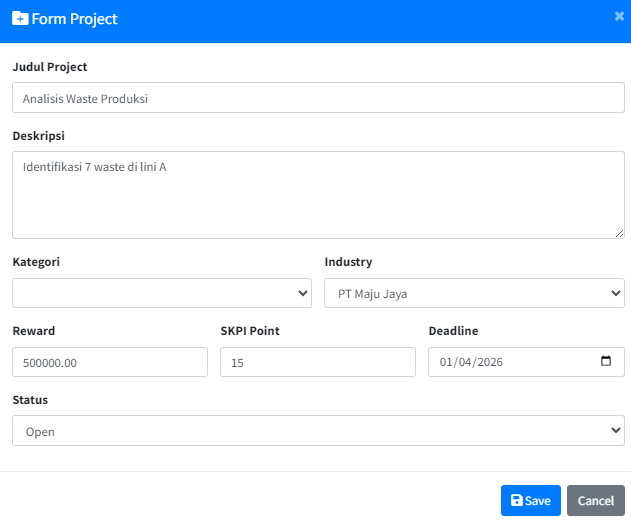 Form Project
×
Judul Project
Analisis Waste Produksi
Deskripsi
Identifikasi 7 waste di lini A
Kategori
Industry
PT Maju Jaya
Reward
SKPI Point
Deadline
500000.00
15
01/04/2026
Status
Open
Save
Cancel